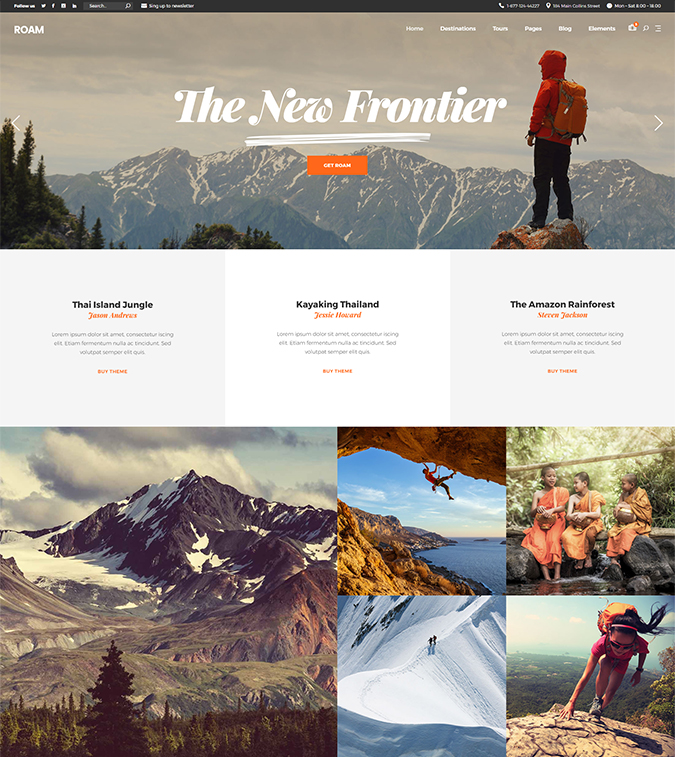 Follow us Search... Sing up to newsletter 1-677-124-44227 184 Main Collins Street Mon - Sat 8.00 - 18.00
ROAM Home Destinations Tours Pages Blog Elements
The New Frontier
GET ROAM
Thai Island Jungle
Jason Andrews
Lorem ipsum dolor sit amet, consectetur iscing
elit. Etiam fermentum nulla ac tincidunt. Sed
volutpat semper elit quis.
BUY THEME
Kayaking Thailand
Jessie Howard
Lorem ipsum dolor sit amet, consectetur iscing
elit. Etiam fermentum nulla ac tincidunt. Sed
volutpat semper elit quis.
BUY THEME
The Amazon Rainforest
Steven Jackson
Lorem ipsum dolor sit amet, consectetur iscing
elit. Etiam fermentum nulla ac tincidunt. Sed
volutpat semper elit quis.
BUY THEME